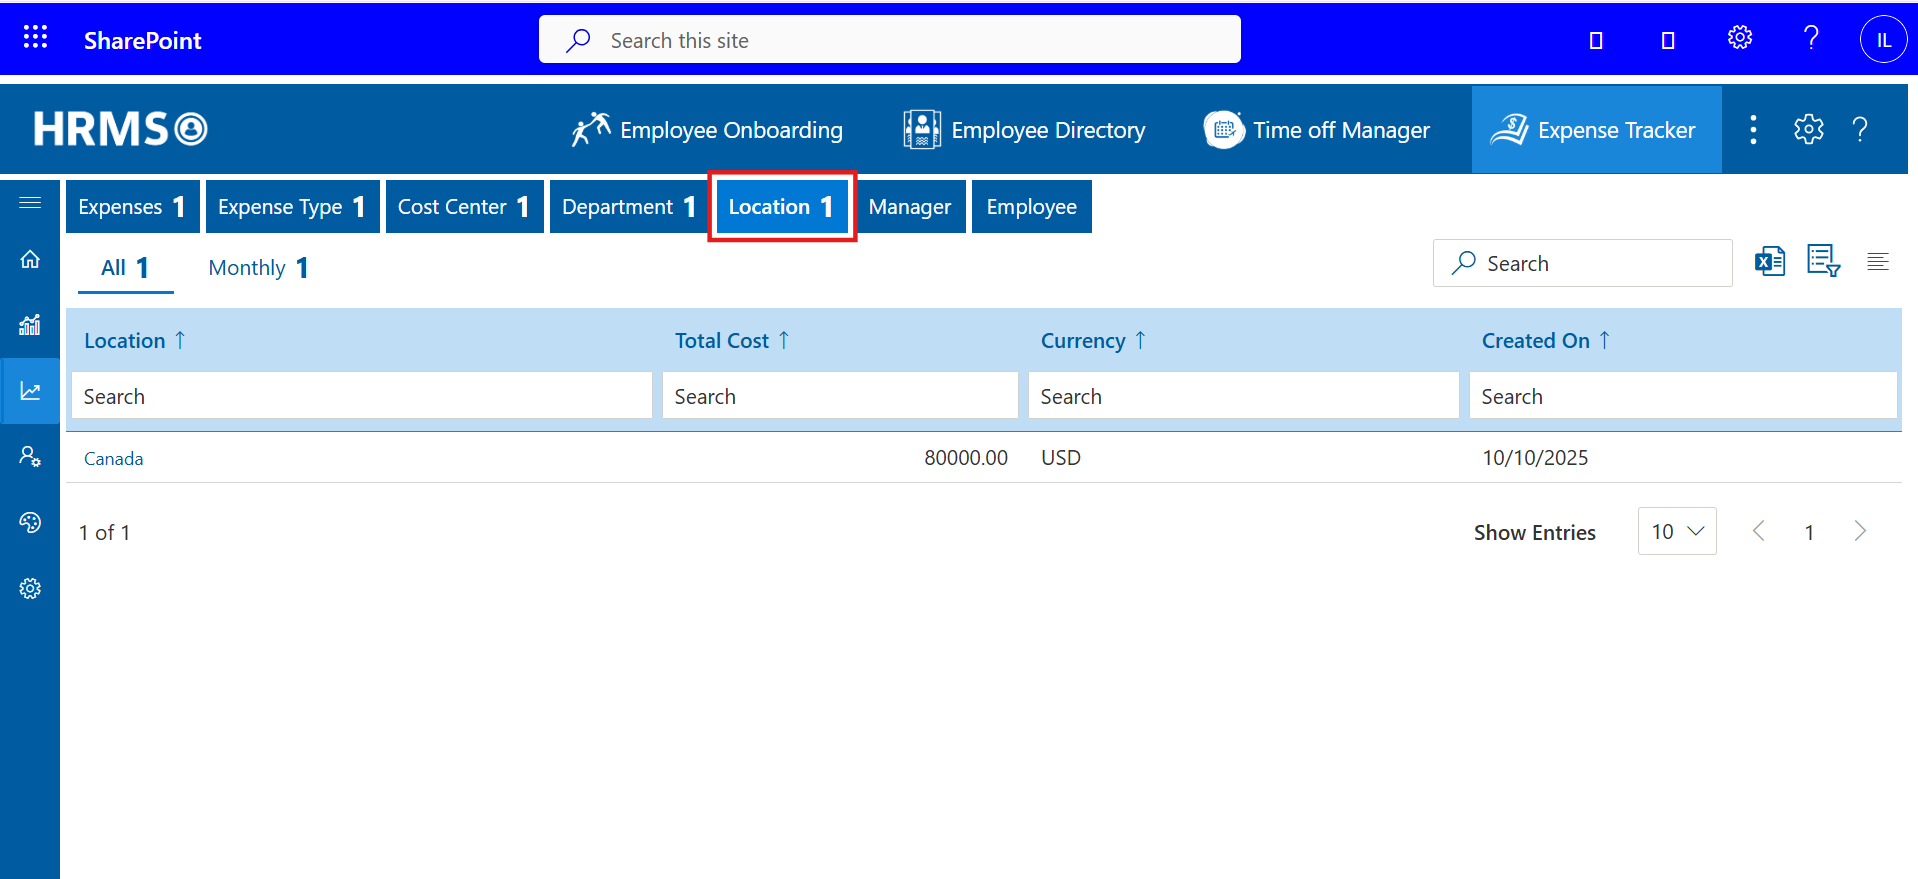 SharePoint
Search this site
?
IL
HRMS
Employee Onboarding
Employee Directory
Time off Manager
Expense Tracker
?
Expenses 1
Expense Type 1
Cost Center 1
Department 1
Location 1
Manager
Employee
All 1
Monthly 1
Search
Location ↑
Total Cost ↑
Currency ↑
Created On ↑
Search
Search
Search
Search
Canada
80000.00
USD
10/10/2025
1 of 1
Show Entries
10
1